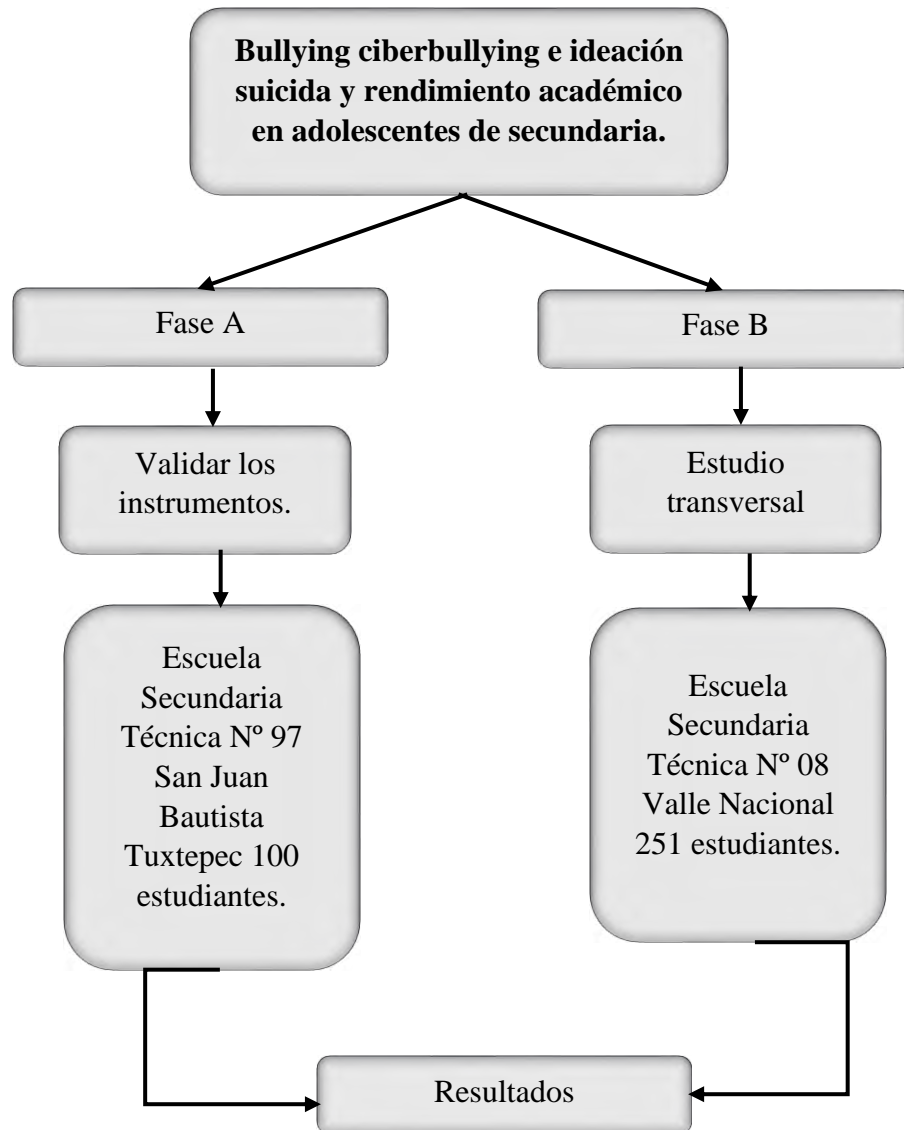 Bullying ciberbullying e ideación
suicida y rendimiento académico
en adolescentes de secundaria.
Fase A
Fase B
Validar los
instrumentos.
Estudio
transversal
Escuela
Secundaria
Técnica Nº 97
San Juan
Bautista
Tuxtepec 100
estudiantes.
Escuela
Secundaria
Técnica Nº 08
Valle Nacional
251 estudiantes.
Resultados